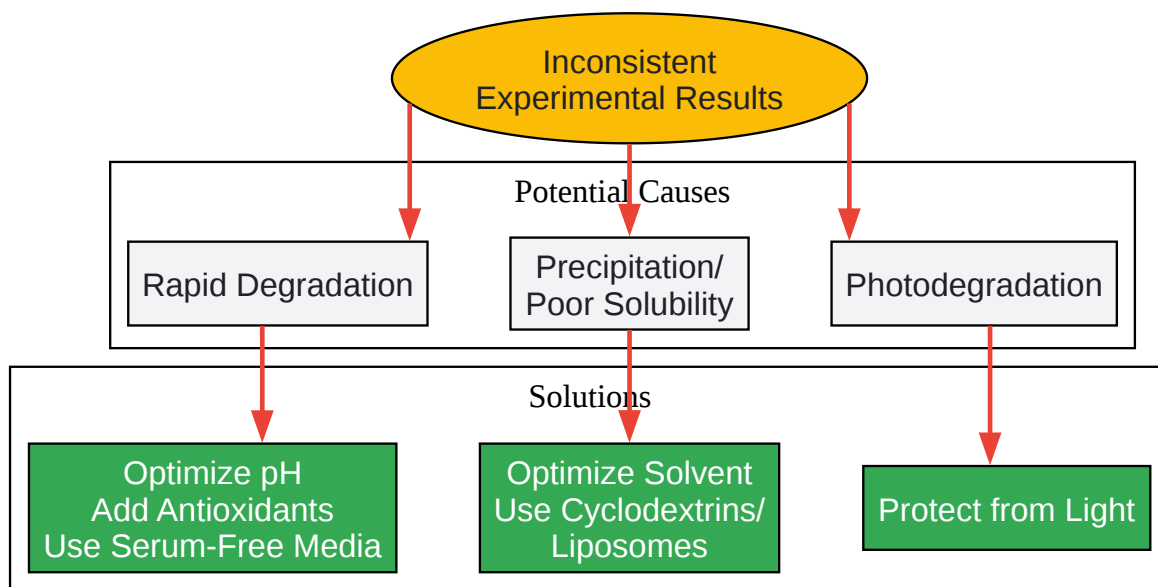 Inconsistent
Experimental Results
Potential Causes
Rapid Degradation
Precipitation/
Poor Solubility
Photodegradation
Solutions
Optimize pH
Add Antioxidants
Use Serum-Free Media
Optimize Solvent
Use Cyclodextrins/
Liposomes
Protect from Light